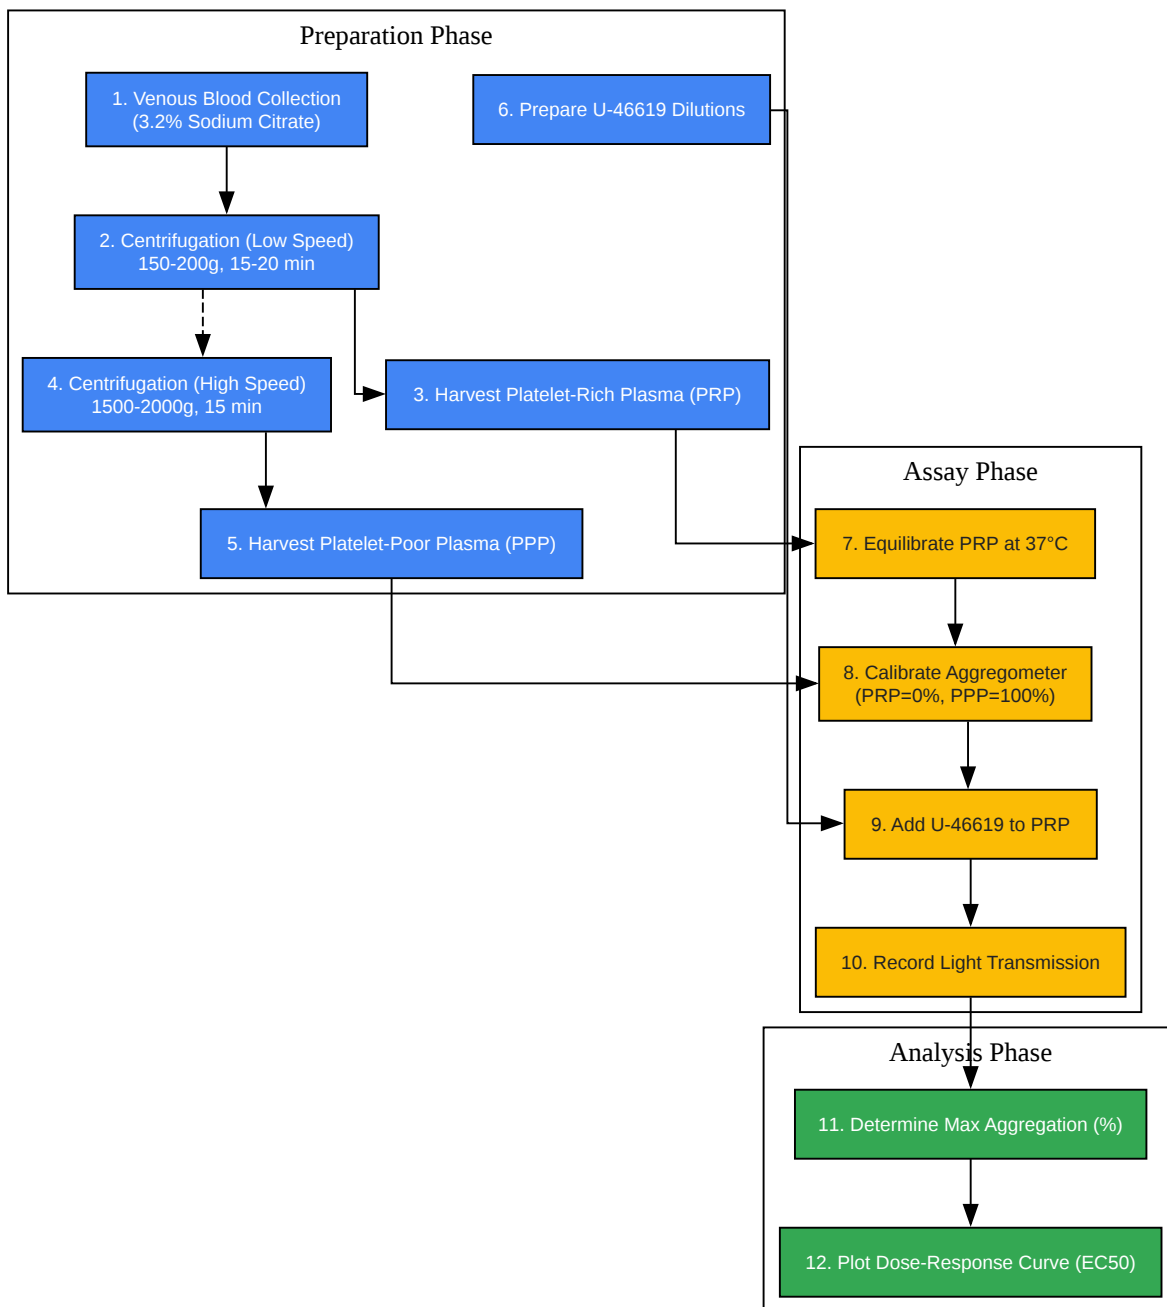 Preparation Phase
1. Venous Blood Collection
(3.2% Sodium Citrate)
6. Prepare U-46619 Dilutions
2. Centrifugation (Low Speed)
150-200g, 15-20 min
4. Centrifugation (High Speed)
1500-2000g, 15 min
3. Harvest Platelet-Rich Plasma (PRP)
5. Harvest Platelet-Poor Plasma (PPP)
Assay Phase
7. Equilibrate PRP at 37°C
8. Calibrate Aggregometer
(PRP=0%, PPP=100%)
9. Add U-46619 to PRP
10. Record Light Transmission
Analysis Phase
11. Determine Max Aggregation (%)
12. Plot Dose-Response Curve (EC50)